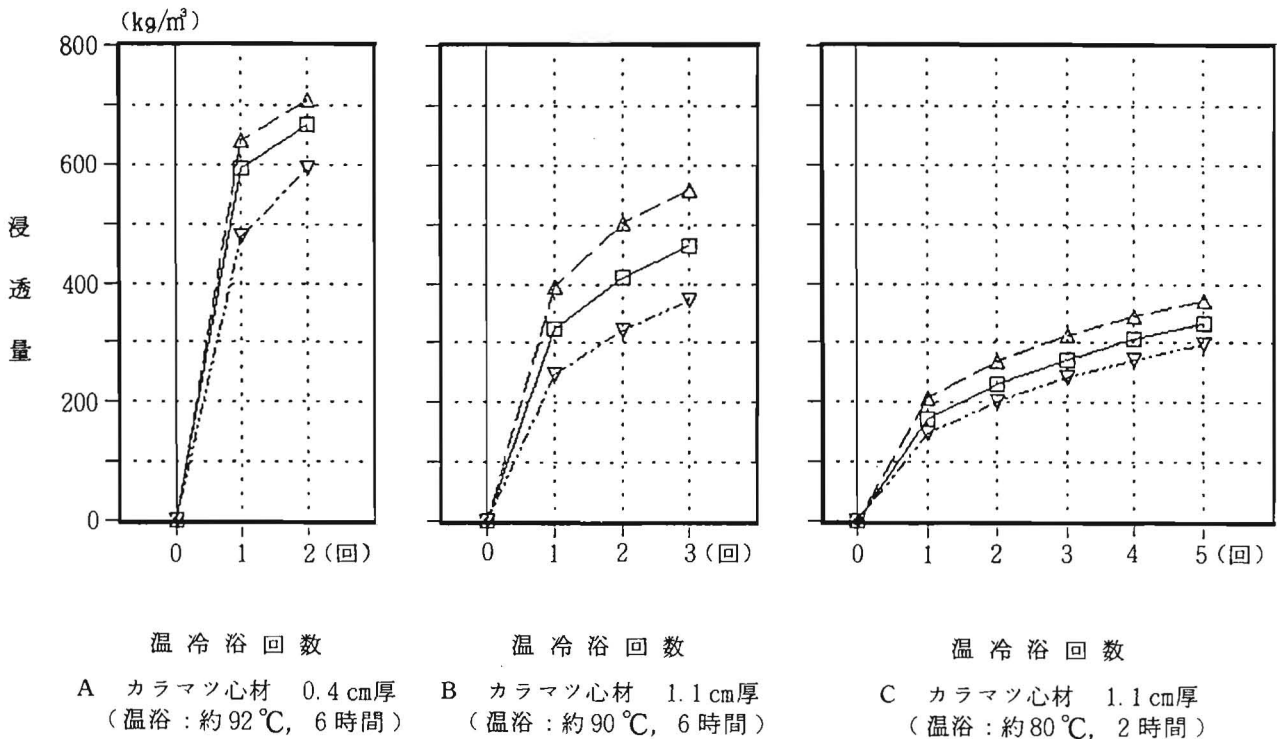 (kg/m³)
800
600
400
200
0
浸透量
0 1 2(回)
0 1 2 3(回)
0 1 2 3 4 5(回)
温冷浴回数
温冷浴回数
温冷浴回数
A カラマツ心材 0.4cm厚
(温浴:約92℃, 6時間)
B カラマツ心材 1.1cm厚
(温浴:約90℃, 6時間)
C カラマツ心材 1.1cm厚
(温浴:約80℃, 2時間)